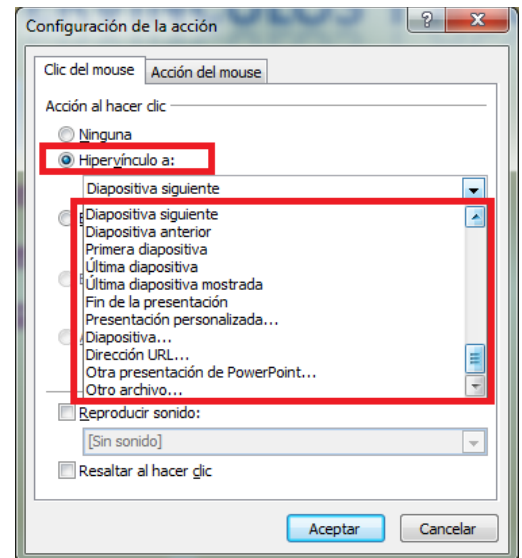 Configuración de la acción
Clic del mouse
Acción del mouse
Acción al hacer clic
Ninguna
Hipervínculo a:
Diapositiva siguiente
Diapositiva siguiente
Diapositiva anterior
Primera diapositiva
Última diapositiva
Última diapositiva mostrada
Fin de la presentación
Presentación personalizada...
Diapositiva...
Dirección URL...
Otra presentación de PowerPoint...
Otro archivo...
Reproducir sonido:
[Sin sonido]
Resaltar al hacer clic
Aceptar
Cancelar